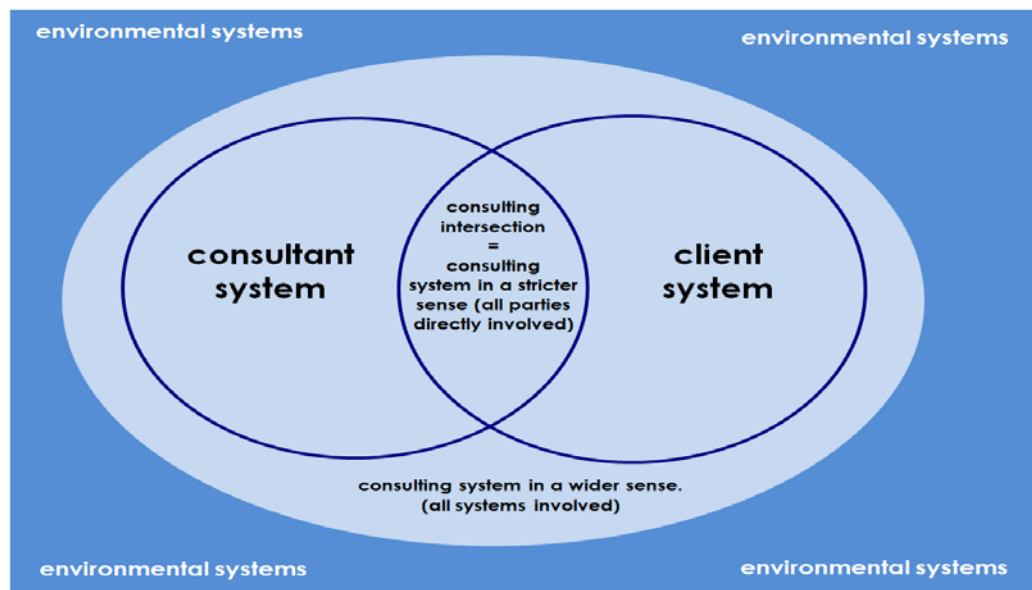 environmental systems
environmental systems
consultant
system
consulting
intersection
=
consulting
system in a stricter
sense (all parties
directly involved)
client
system
consulting system in a wider sense.
(all systems involved)
environmental systems
environmental systems